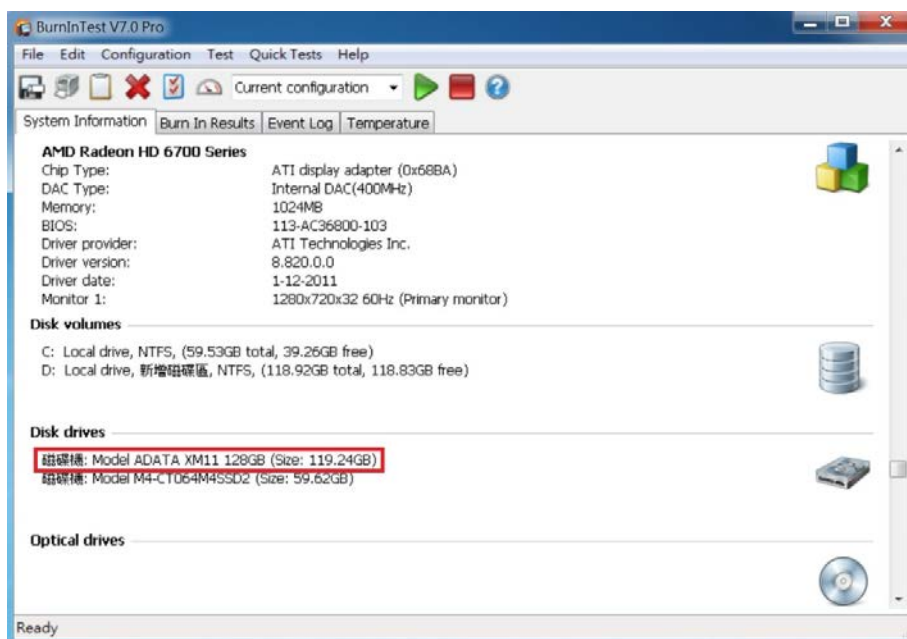 BurnInTest V7.0 Pro
File Edit Configuration Test Quick Tests Help
Current configuration
System Information Burn In Results Event Log Temperature
AMD Radeon HD 6700 Series
Chip Type: ATI display adapter (0x68BA)
DAC Type: Internal DAC(400MHz)
Memory: 1024MB
BIOS: 113-AC36800-103
Driver provider: ATI Technologies Inc.
Driver version: 8.820.0.0
Driver date: 1-12-2011
Monitor 1: 1280x720x32 60Hz (Primary monitor)
Disk volumes
C: Local drive, NTFS, (59.53GB total, 39.26GB free)
D: Local drive, 新增磁碟區, NTFS, (118.92GB total, 118.83GB free)
Disk drives
磁碟機: Model ADATA XM11 128GB (Size: 119.24GB)
磁碟機: Model M4-CT064M4SSD2 (Size: 59.62GB)
Optical drives
Ready